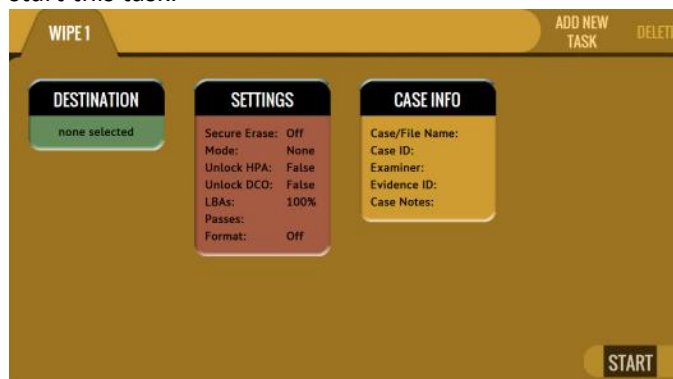 start this task.
WIPE 1
ADD NEW
TASK
DESTINATION
none selected
SETTINGS
Secure Erase: Off
Mode: None
Unlock HPA: False
Unlock DCO: False
LBAs: 100%
Passes:
Format: Off
CASE INFO
Case/File Name:
Case ID:
Examiner:
Evidence ID:
Case Notes:
START